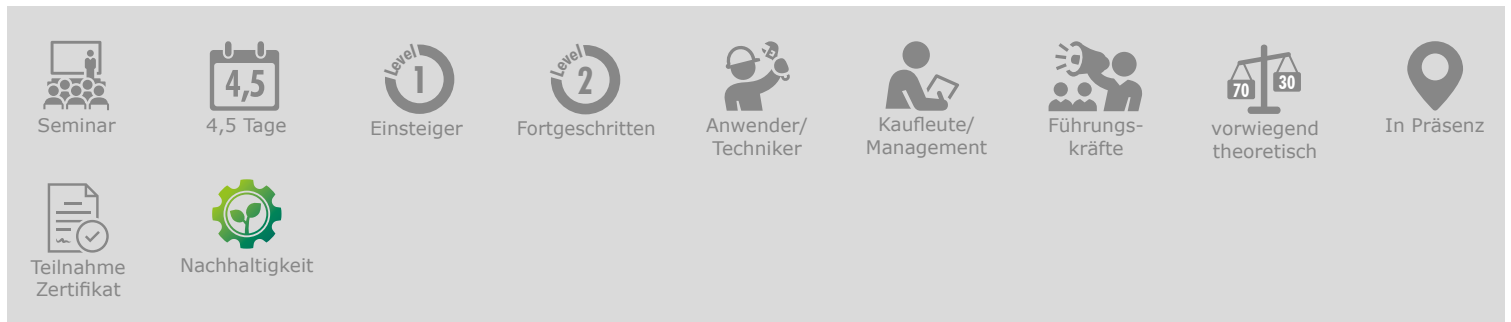 4,5
Level
1
Level
2
70
30
Seminar
4,5 Tage
Einsteiger
Fortgeschritten
Anwender/
Techniker
Kaufleute/
Management
Führungs-
kräfte
vorwiegend
theoretisch
In Präsenz
Teilnahme
Zertifikat
Nachhaltigkeit